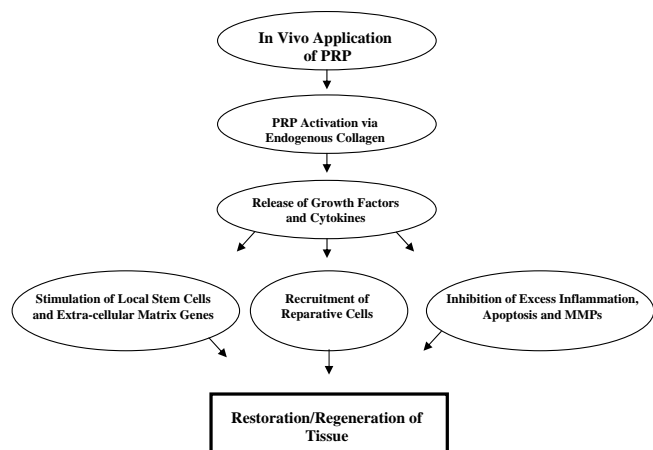 In Vivo Application
of PRP
PRP Activation via
Endogenous Collagen
Release of Growth Factors
and Cytokines
Stimulation of Local Stem Cells
and Extra-cellular Matrix Genes
Recruitment of
Reparative Cells
Inhibition of Excess Inflammation,
Apoptosis and MMPs
Restoration/Regeneration of
Tissue